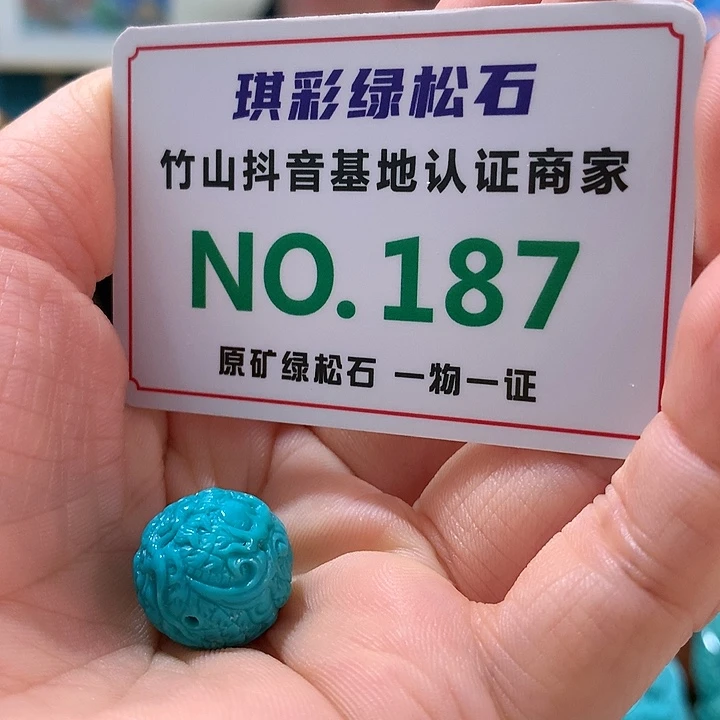 琪彩绿松石
竹山抖音基地认证商家
NO.187
原矿绿松石 一物一证